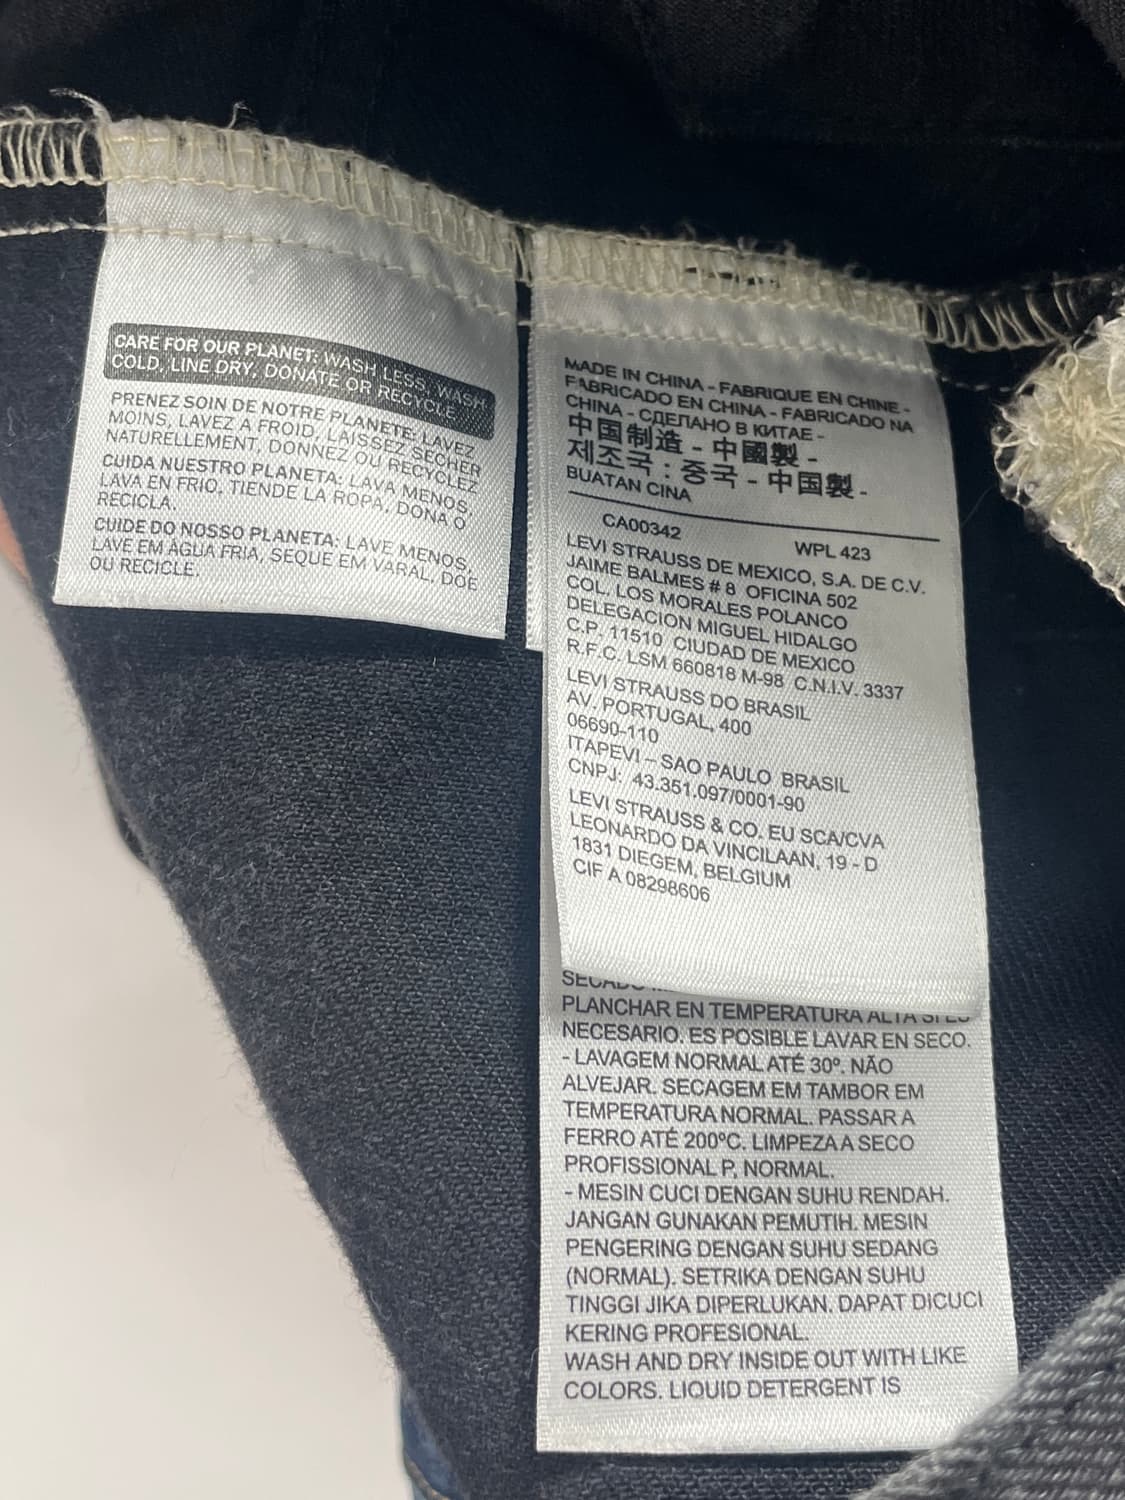 CARE FOR OUR PLANET: WASH LESS, WASH
COLD, LINE DRY, DONATE OR RECYCLE
PRENEZ SOIN DE NOTRE PLANETE: LAVEZ
MOINS, LAVEZ A FROID, LAISSEZ SECHER
NATURELLEMENT, DONNEZ OU RECYCLEZ
CUIDA NUESTRO PLANETA: LAVA MENOS,
LAVA EN FRIO, TIENDE LA ROPA, DONA O
RECICLA.
CUIDE DO NOSSO PLANETA: LAVE MENOS,
LAVE EM ÁGUA FRIA, SEQUE EM VARAL, DOE
OU RECICLE.
MADE IN CHINA - FABRIQUE EN CHINE -
FABRICADO EN CHINA - FABRICADO NA
CHINA - СДЕЛАНО В КИТАЕ -
中国制造 - 中國製 -
제조국 : 중국 - 中国製 -
BUATAN CINA
CA00342 WPL 423
LEVI STRAUSS DE MEXICO, S.A. DE C.V.
JAIME BALMES # 8 OFICINA 502
COL. LOS MORALES POLANCO
DELEGACION MIGUEL HIDALGO
C.P. 11510 CIUDAD DE MEXICO
R.F.C. LSM 660818 M-98 C.N.I.V. 3337
LEVI STRAUSS DO BRASIL
AV. PORTUGAL, 400
06690-110
ITAPEVI – SAO PAULO BRASIL
CNPJ: 43.351.097/0001-90
LEVI STRAUSS & CO. EU SCA/CVA
LEONARDO DA VINCILAAN, 19 - D
1831 DIEGEM, BELGIUM
CIF A 08298606
SECADO
PLANCHAR EN TEMPERATURA ALTA SI ES
NECESARIO. ES POSIBLE LAVAR EN SECO.
- LAVAGEM NORMAL ATÉ 30º. NÃO
ALVEJAR. SECAGEM EM TAMBOR EM
TEMPERATURA NORMAL. PASSAR A
FERRO ATÉ 200ºC. LIMPEZA A SECO
PROFISSIONAL P, NORMAL.
- MESIN CUCI DENGAN SUHU RENDAH.
JANGAN GUNAKAN PEMUTIH. MESIN
PENGERING DENGAN SUHU SEDANG
(NORMAL). SETRIKA DENGAN SUHU
TINGGI JIKA DIPERLUKAN. DAPAT DICUCI
KERING PROFESIONAL.
WASH AND DRY INSIDE OUT WITH LIKE
COLORS. LIQUID DETERGENT IS